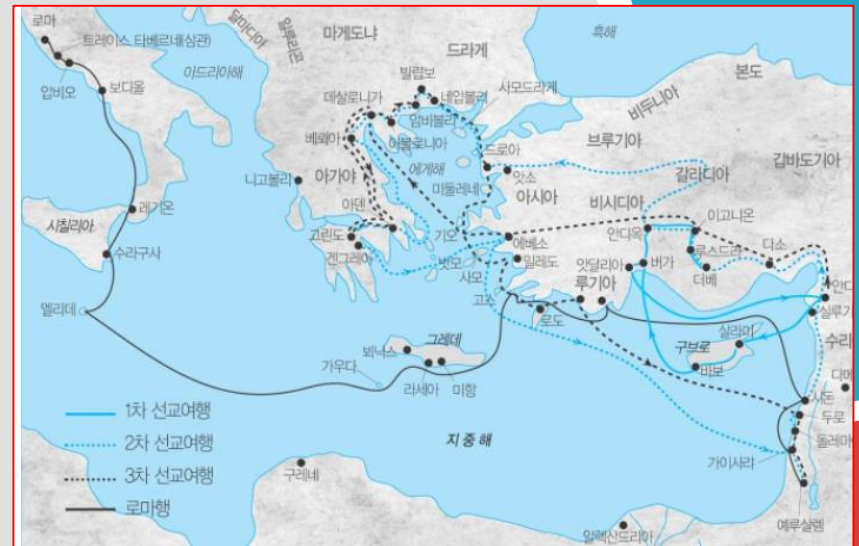 로마
트레이스 타베르네(삼관)
압비오
보디올
아드리아해
달마디아
일루리곤
마게도냐
드라게
흑해
빌립보
네압볼리
사모드라게
데살로니가
암비볼리
아볼로니아
베뢰아
본도
비두니아
브루기아
드로아
앗소
에게해
미둘레네
아시아
갈라디아
갑바도기아
비시디아
니고볼리
아가야
아덴
고린도
겐그레아
기오
에베소
안디옥
이고니온
루스드라
다소
시칠리아
레기온
수라구사
밧모
사모
밀레도
앗달리아
버가
더베
루기아
고스
로도
안디
실루기
수리
멜리데
그레데
뵈닉스
가우다
라세아
미항
구브로
살라미
바보
다메
시돈
두로
돌레마
가이사랴
예루살렘
지중해
구레네
알렉산드리아
1차 선교여행
2차 선교여행
3차 선교여행
로마행